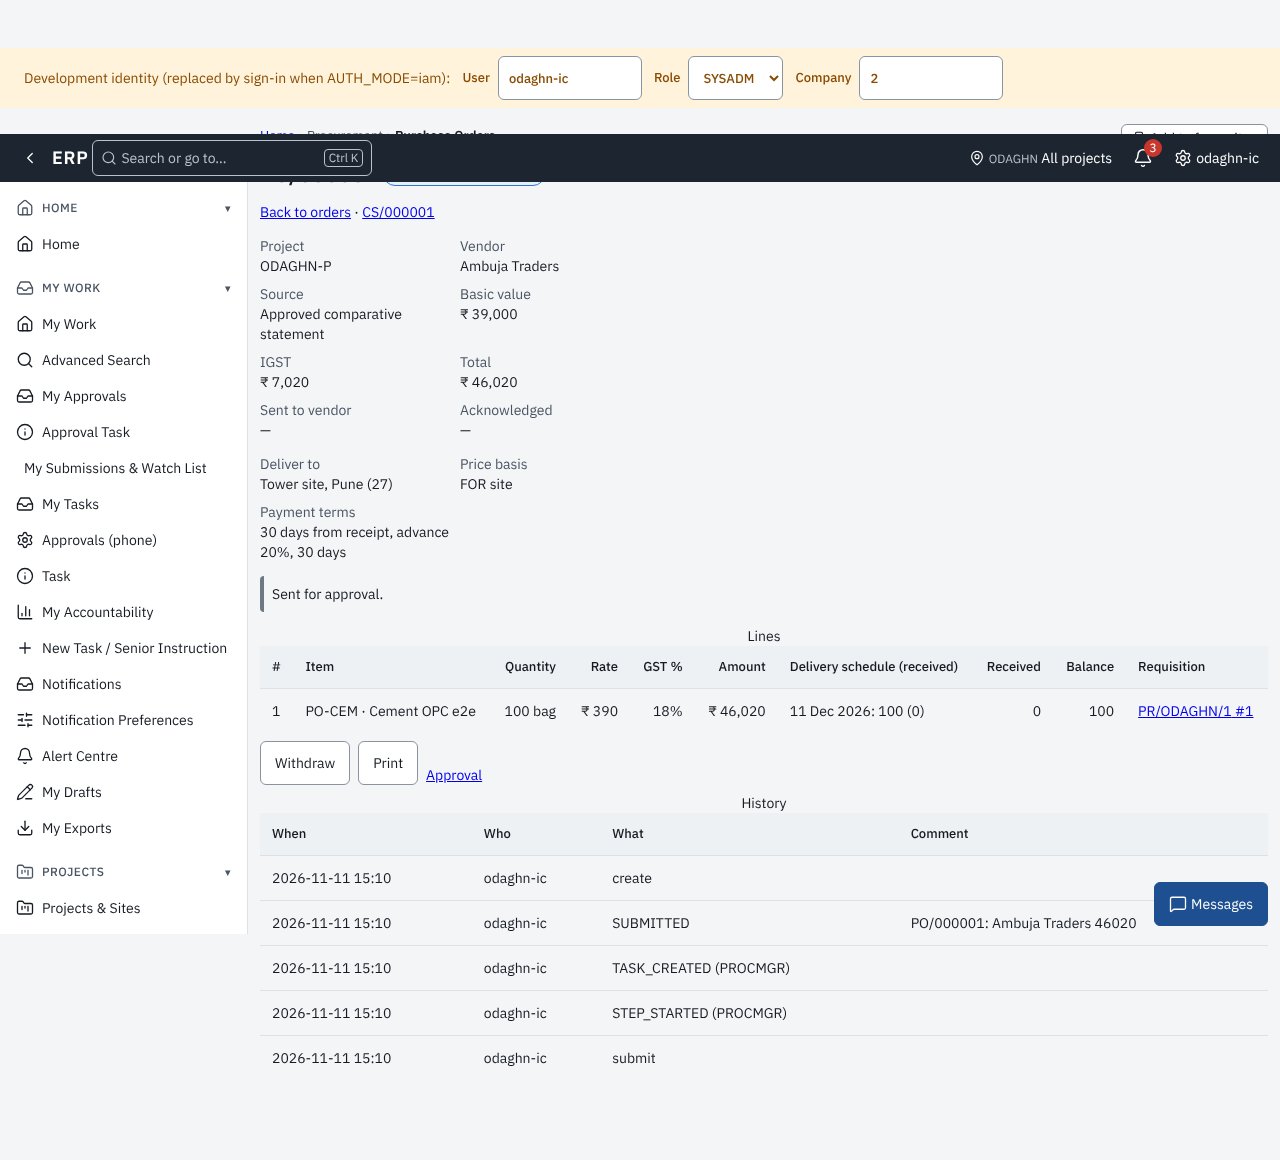 Development identity (replaced by sign-in when AUTH_MODE=iam): User odaghn-ic Role SYSADM Company 2
ERP Search or go to... Ctrl K ODAGHN All projects 3 odaghn-ic
HOME
Home
MY WORK
My Work
Advanced Search
My Approvals
Approval Task
My Submissions & Watch List
My Tasks
Approvals (phone)
Task
My Accountability
New Task / Senior Instruction
Notifications
Notification Preferences
Alert Centre
My Drafts
My Exports
PROJECTS
Projects & Sites
Back to orders · CS/000001
Project Vendor
ODAGHN-P Ambuja Traders
Source Basic value
Approved comparative ₹ 39,000
statement
IGST Total
₹ 7,020 ₹ 46,020
Sent to vendor Acknowledged
— —
Deliver to Price basis
Tower site, Pune (27) FOR site
Payment terms
30 days from receipt, advance
20%, 30 days
Sent for approval.
Lines
# Item Quantity Rate GST % Amount Delivery schedule (received) Received Balance Requisition
1 PO-CEM · Cement OPC e2e 100 bag ₹ 390 18% ₹ 46,020 11 Dec 2026: 100 (0) 0 100 PR/ODAGHN/1 #1
Withdraw Print Approval
History
When Who What Comment
2026-11-11 15:10 odaghn-ic create
2026-11-11 15:10 odaghn-ic SUBMITTED PO/000001: Ambuja Traders 46020
2026-11-11 15:10 odaghn-ic TASK_CREATED (PROCMGR)
2026-11-11 15:10 odaghn-ic STEP_STARTED (PROCMGR)
2026-11-11 15:10 odaghn-ic submit
Messages